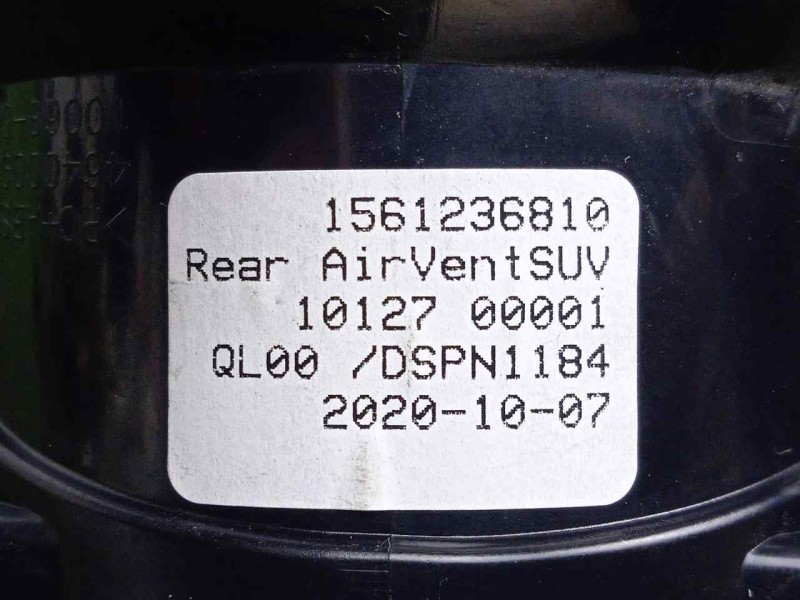 1561236810
Rear AirVentSUV
10127 00001
QL00 /DSPN1184
2020-10-07